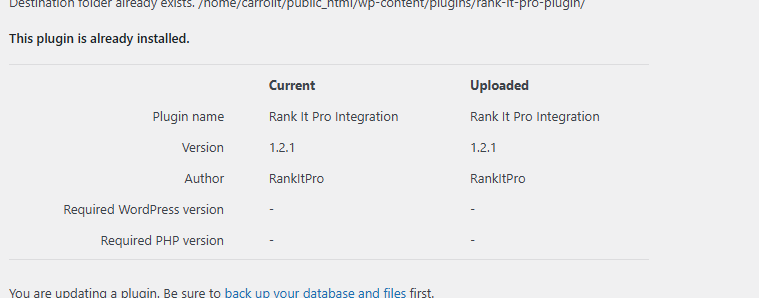 Destination folder already exists. /home/carrollt/public_html/wp-content/plugins/rank-it-pro-plugin/
This plugin is already installed.
Current Uploaded
Plugin name Rank It Pro Integration Rank It Pro Integration
Version 1.2.1 1.2.1
Author RankItPro RankItPro
Required WordPress version - -
Required PHP version - -
You are updating a plugin. Be sure to back up your database and files first.